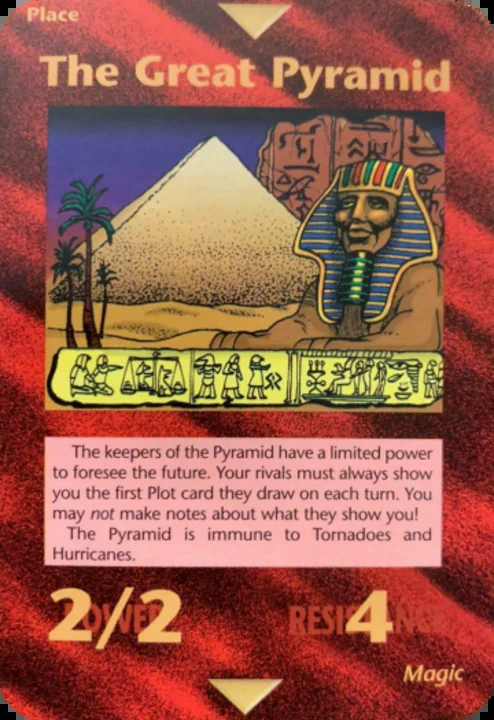 Place
The Great Pyramid
The keepers of the Pyramid have a limited power
to foresee the future. Your rivals must always show
you the first Plot card they draw on each turn. You
may not make notes about what they show you!
The Pyramid is immune to Tornadoes and
Hurricanes.
POWER 2/2
RESISTANCE 4
Magic